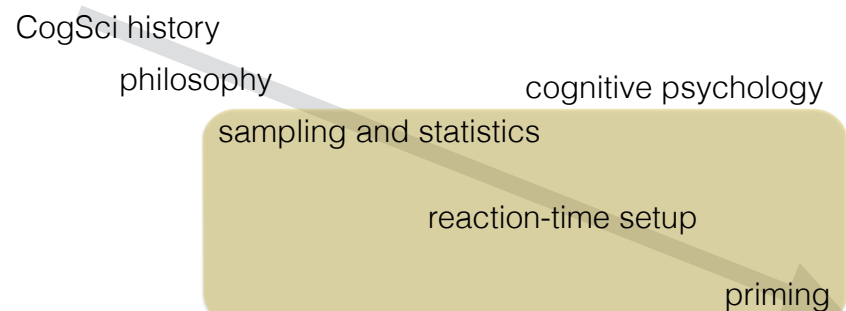 CogSci history
philosophy
cognitive psychology
sampling and statistics
reaction-time setup
priming